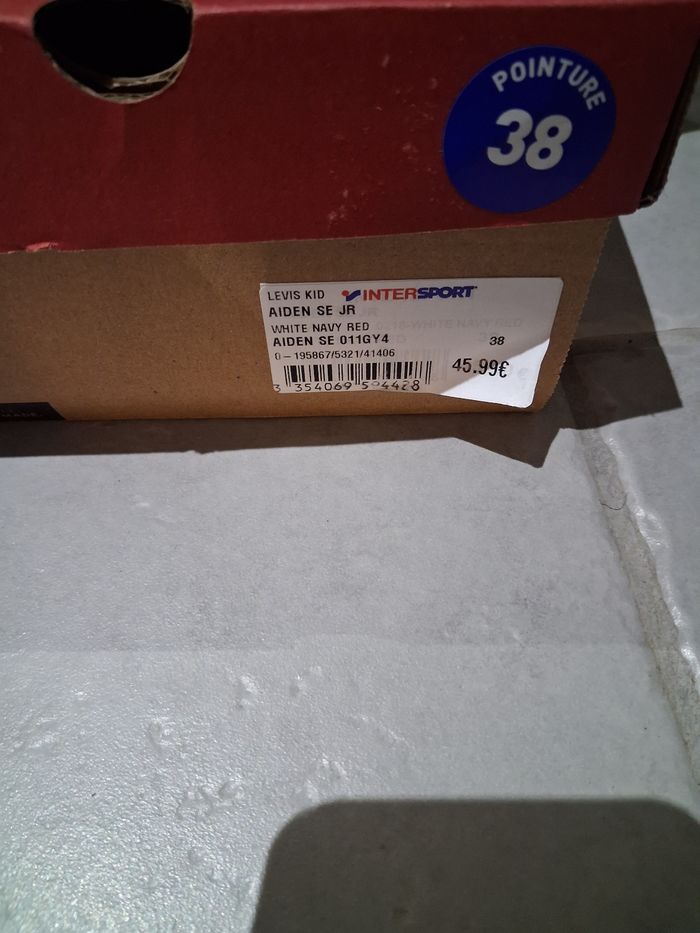 POINTURE
38
LEVIS KID INTERSPORT
AIDEN SE JR
WHITE NAVY RED
AIDEN SE 011GY4 38
0-195867/5321/41406
45.99€